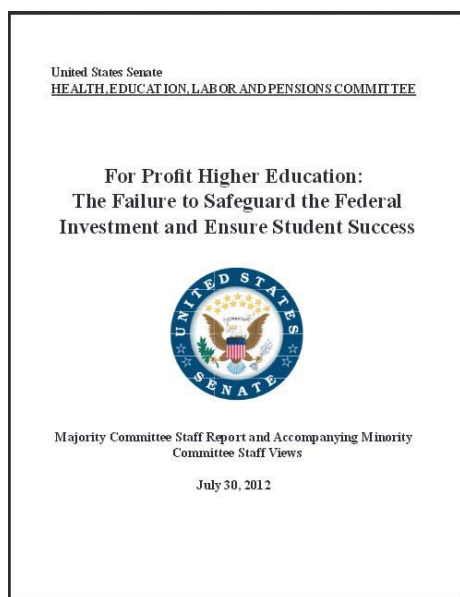 United States Senate
HEALTH, EDUCATION, LABOR AND PENSIONS COMMITTEE
For Profit Higher Education:
The Failure to Safeguard the Federal
Investment and Ensure Student Success
UNITED STATES
SENATE
Majority Committee Staff Report and Accompanying Minority
Committee Staff Views
July 30, 2012